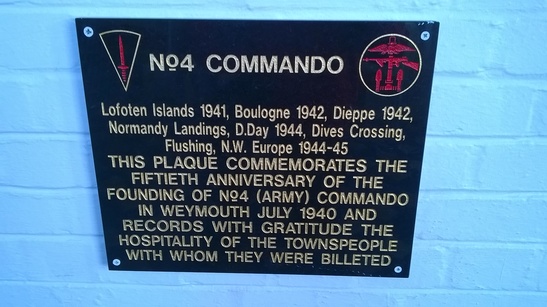 Nº4 COMMANDO
Lofoten Islands 1941, Boulogne 1942, Dieppe 1942,
Normandy Landings, D.Day 1944, Dives Crossing,
Flushing, N.W. Europe 1944-45
THIS PLAQUE COMMEMORATES THE
FIFTIETH ANNIVERSARY OF THE
FOUNDING OF Nº4 (ARMY) COMMANDO
IN WEYMOUTH JULY 1940 AND
RECORDS WITH GRATITUDE THE
HOSPITALITY OF THE TOWNSPEOPLE
WITH WHOM THEY WERE BILLETED